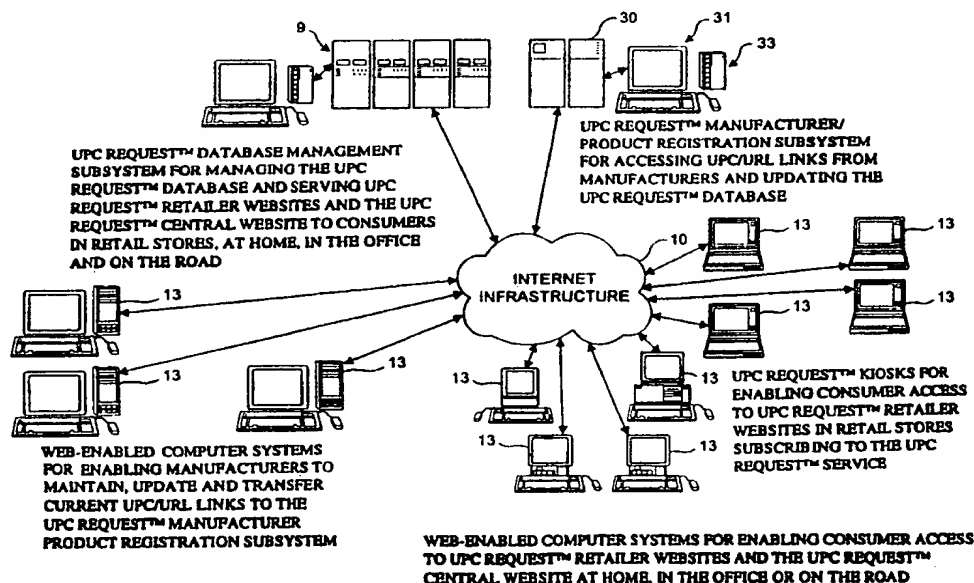 9
30
31
33
UPC REQUEST™ DATABASE MANAGEMENT
SUBSYSTEM FOR MANAGING THE UPC
REQUEST™ DATABASE AND SERVING UPC
REQUEST™ RETAILER WEBSITES AND THE UPC
REQUEST™ CENTRAL WEBSITE TO CONSUMERS
IN RETAIL STORES, AT HOME, IN THE OFFICE
AND ON THE ROAD
UPC REQUEST™ MANUFACTURER/
PRODUCT REGISTRATION SUBSYSTEM
FOR ACCESSING UPC/URL LINKS FROM
MANUFACTURERS AND UPDATING THE
UPC REQUEST™ DATABASE
10
INTERNET
INFRASTRUCTURE
13
13
13
13
13
13
13
13
13
13
13
WEB-ENABLED COMPUTER SYSTEMS
FOR ENABLING MANUFACTURERS TO
MAINTAIN, UPDATE AND TRANSFER
CURRENT UPC/URL LINKS TO THE
UPC REQUEST™ MANUFACTURER
PRODUCT REGISTRATION SUBSYSTEM
UPC REQUEST™ KIOSKS FOR
ENABLING CONSUMER ACCESS
TO UPC REQUEST™ RETAILER
WEBSITES IN RETAIL STORES
SUBSCRIBING TO THE UPC
REQUEST™ SERVICE
WEB-ENABLED COMPUTER SYSTEMS FOR ENABLING CONSUMER ACCESS
TO UPC REQUEST™ RETAILER WEBSITES AND THE UPC REQUEST™
CENTRAL WEBSITE AT HOME, IN THE OFFICE OR ON THE ROAD